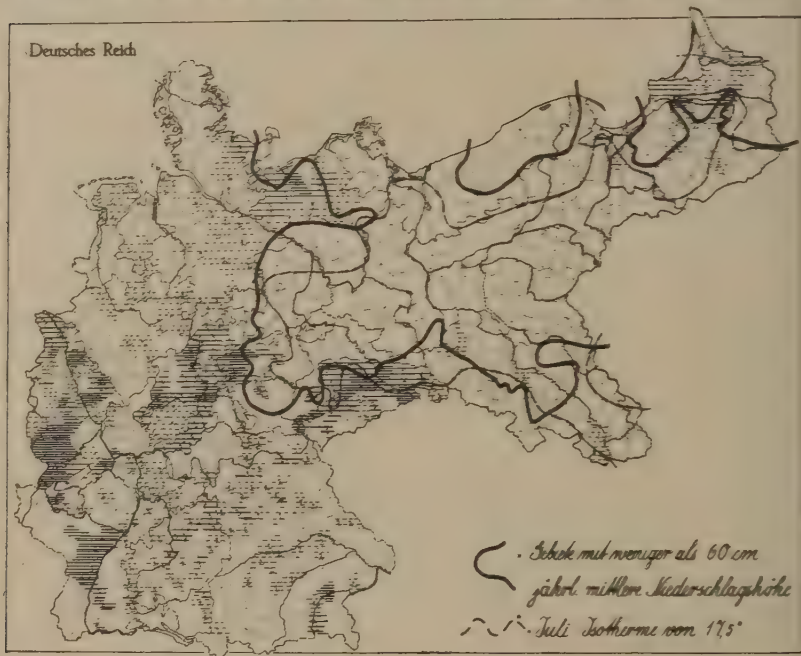 Deutsches Reich
. Gebiete mit weniger als 60 cm
jährl. mittlere Niederschlagshöhe
. Juli Isotherme von 17,5°